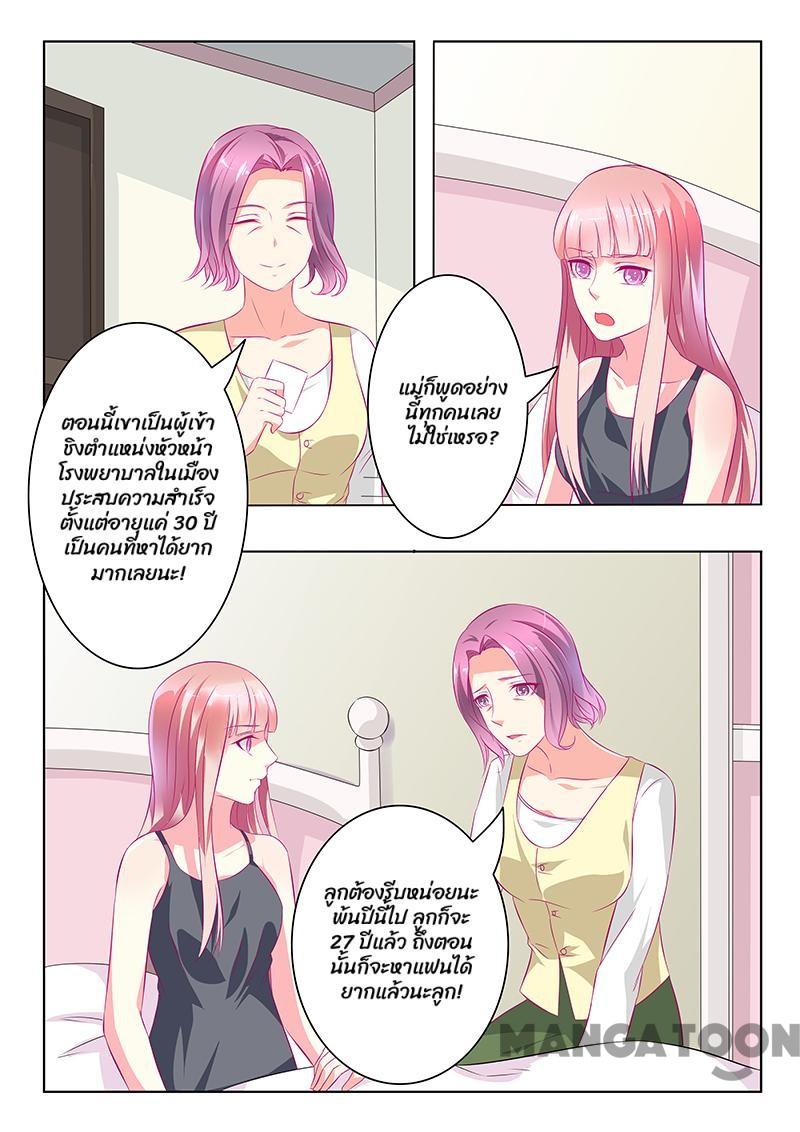 ตอนนี้เขาเป็นผู้เข้า
ชิงตำแหน่งหัวหน้า
โรงพยาบาลในเมือง
ประสบความสำเร็จ
ตั้งแต่อายุแค่ 30 ปี
เป็นคนที่หาได้ยาก
มากเลยนะ!
แม่ก็พูดอย่าง
นี้ทุกคนเลย
ไม่ใช่เหรอ?
ลูกต้องรีบหน่อยนะ
พ้นปีนี้ไป ลูกก็จะ
27 ปีแล้ว ถึงตอน
นั้นก็จะหาแฟนได้
ยากแล้วนะลูก!
MANGATOON